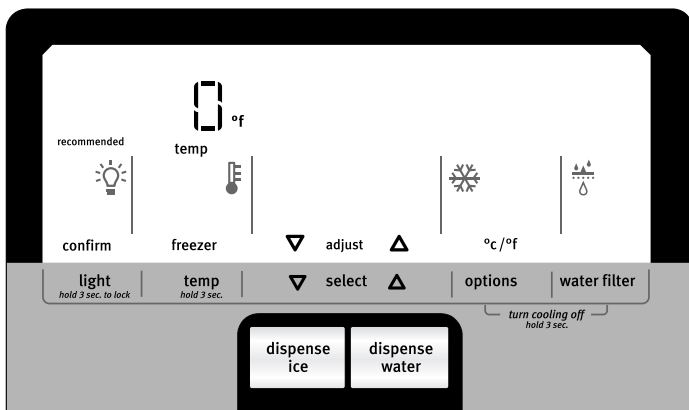 0 °f
recommended
temp
confirm freezer ▽ adjust △ °c/°f
light temp ▽ select △ options water filter
hold 3 sec. to lock hold 3 sec.
turn cooling off
hold 3 sec.
dispense ice
dispense water